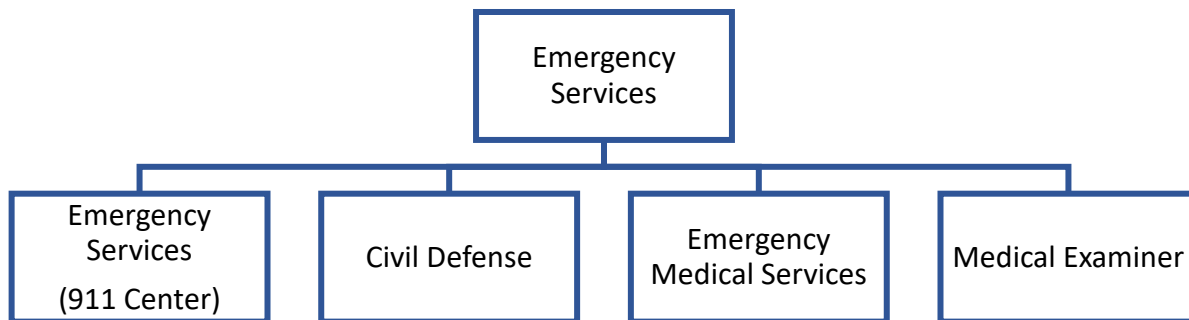 Emergency
Services
Emergency
Services
(911 Center)
Civil Defense
Emergency
Medical Services
Medical Examiner